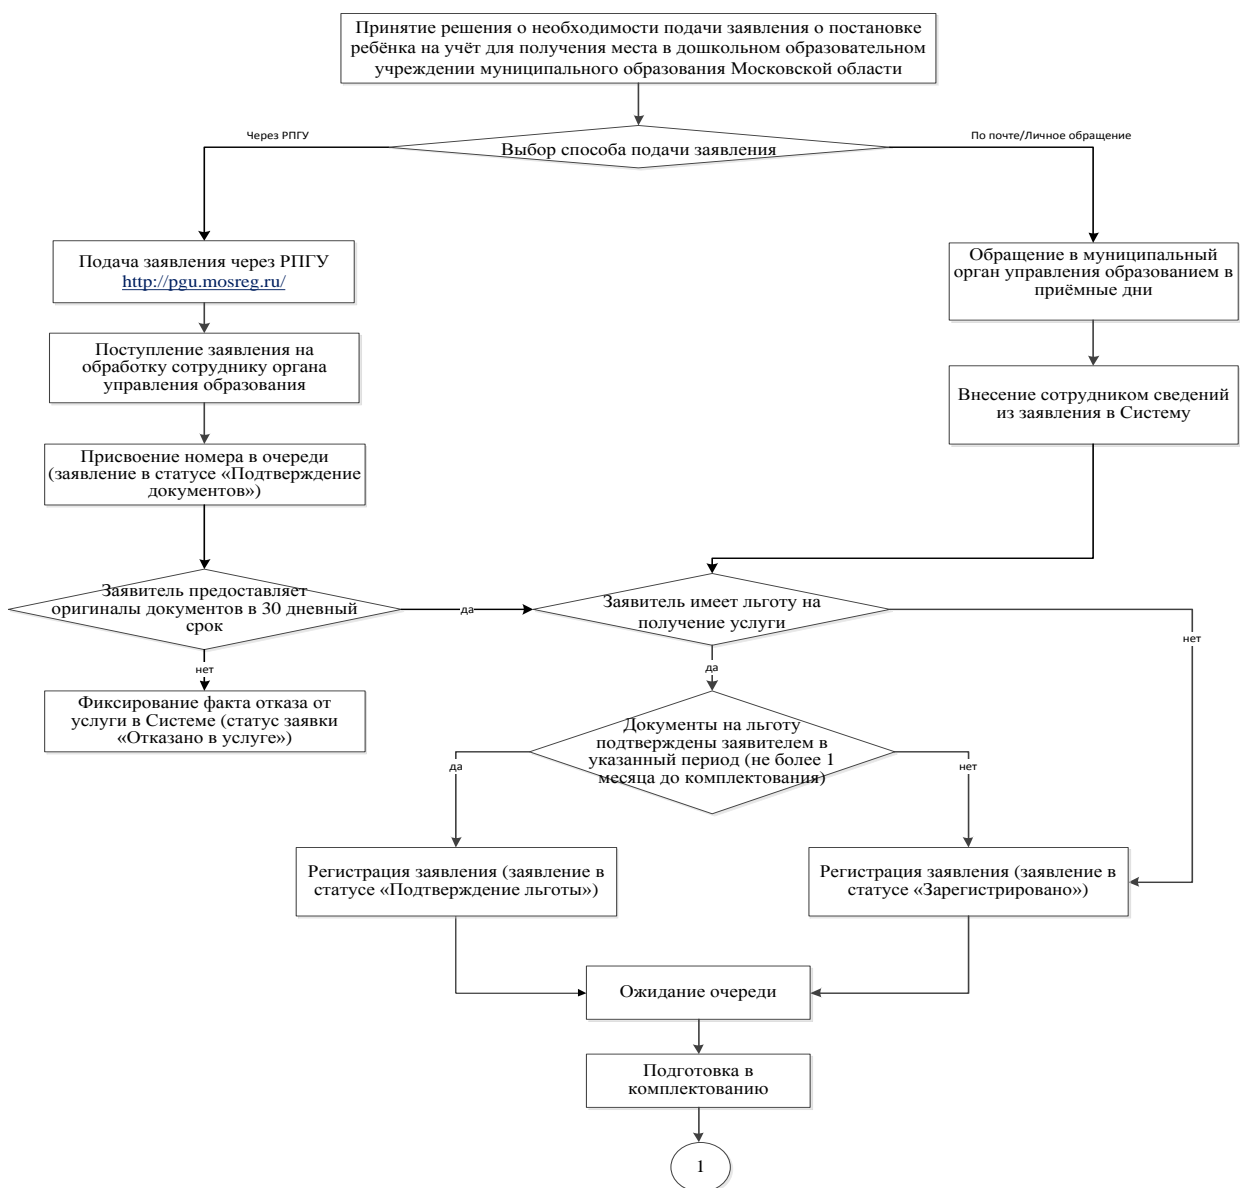 Принятие решения о необходимости подачи заявления о постановке
ребёнка на учёт для получения места в дошкольном образовательном
учреждении муниципального образования Московской области
Через РПГУ
По почте/Личное обращение
Выбор способа подачи заявления
Подача заявления через РПГУ
http://pgu.mosreg.ru/
Обращение в муниципальный
орган управления образованием в
приёмные дни
Поступление заявления на
обработку сотруднику органа
управления образования
Внесение сотрудником сведений
из заявления в Систему
Присвоение номера в очереди
(заявление в статусе «Подтверждение
документов»)
Заявитель предоставляет
оригиналы документов в 30 дневный
срок
да
Заявитель имеет льготу на
получение услуги
нет
нет
да
Фиксирование факта отказа от
услуги в Системе (статус заявки
«Отказано в услуге»)
Документы на льготу
подтверждены заявителем в
указанный период (не более 1
месяца до комплектования)
да
нет
Регистрация заявления (заявление в
статусе «Подтверждение льготы»)
Регистрация заявления (заявление в
статусе «Зарегистрировано»)
Ожидание очереди
Подготовка в
комплектованию
1